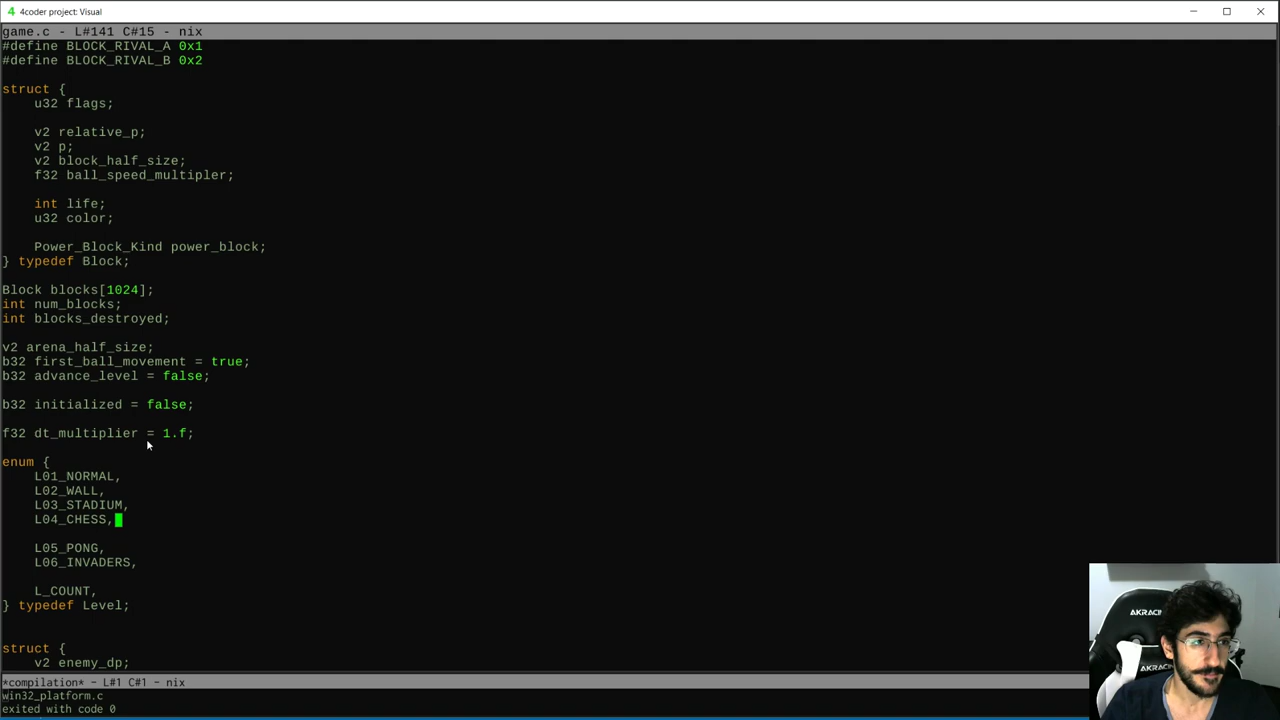 4 4coder project: Visual
game.c - L#141 C#15 - nix
#define BLOCK_RIVAL_A 0x1
#define BLOCK_RIVAL_B 0x2
struct {
u32 flags;
v2 relative_p;
v2 p;
v2 block_half_size;
f32 ball_speed_multipler;
int life;
u32 color;
Power_Block_Kind power_block;
} typedef Block;
Block blocks[1024];
int num_blocks;
int blocks_destroyed;
v2 arena_half_size;
b32 first_ball_movement = true;
b32 advance_level = false;
b32 initialized = false;
f32 dt_multiplier = 1.f;
enum {
L01_NORMAL,
L02_WALL,
L03_STADIUM,
L04_CHESS,
L05_PONG,
L06_INVADERS,
L_COUNT,
} typedef Level;
struct {
v2 enemy_dp;
*compilation* - L#1 C#1 - nix
win32_platform.c
exited with code 0
AKRACING
AKRACING